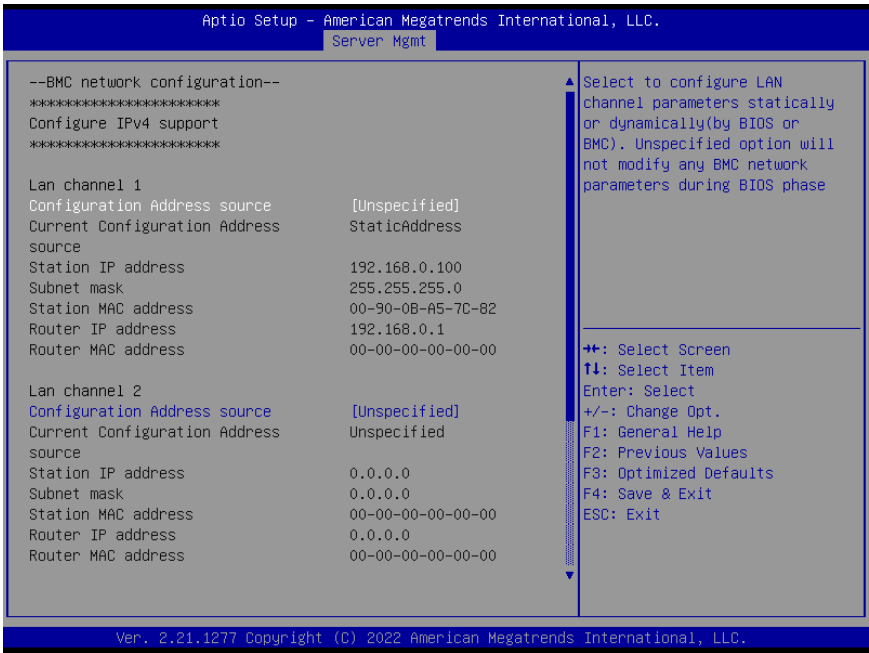 Aptio Setup – American Megatrends International, LLC.
Server Mgmt
--BMC network configuration--
***********************
Configure IPv4 support
***********************
Lan channel 1
Configuration Address source [Unspecified]
Current Configuration Address StaticAddress
source
Station IP address 192.168.0.100
Subnet mask 255.255.255.0
Station MAC address 00-90-0B-A5-7C-82
Router IP address 192.168.0.1
Router MAC address 00-00-00-00-00-00
Lan channel 2
Configuration Address source [Unspecified]
Current Configuration Address Unspecified
source
Station IP address 0.0.0.0
Subnet mask 0.0.0.0
Station MAC address 00-00-00-00-00-00
Router IP address 0.0.0.0
Router MAC address 00-00-00-00-00-00
Select to configure LAN
channel parameters statically
or dynamically(by BIOS or
BMC). Unspecified option will
not modify any BMC network
parameters during BIOS phase
→←: Select Screen
↑↓: Select Item
Enter: Select
+/-: Change Opt.
F1: General Help
F2: Previous Values
F3: Optimized Defaults
F4: Save & Exit
ESC: Exit
Ver. 2.21.1277 Copyright (C) 2022 American Megatrends International, LLC.